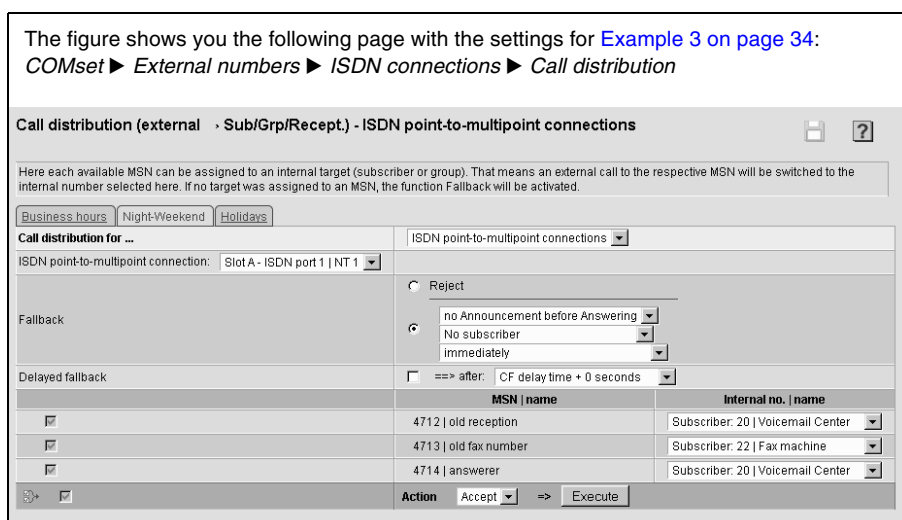 The figure shows you the following page with the settings for Example 3 on page 34:
COMset ▶ External numbers ▶ ISDN connections ▶ Call distribution
Call distribution (external → Sub/Grp/Recept.) - ISDN point-to-multipoint connections
?
Here each available MSN can be assigned to an internal target (subscriber or group). That means an external call to the respective MSN will be switched to the
internal number selected here. If no target was assigned to an MSN, the function Fallback will be activated.
Business hours Night-Weekend Holidays
Call distribution for ... ISDN point-to-multipoint connections
ISDN point-to-multipoint connection: Slot A - ISDN port 1 | NT 1
Reject
Fallback
no Announcement before Answering
No subscriber
immediately
Delayed fallback ==> after: CF delay time + 0 seconds
MSN | name Internal no. | name
4712 | old reception Subscriber: 20 | Voicemail Center
4713 | old fax number Subscriber: 22 | Fax machine
4714 | answerer Subscriber: 20 | Voicemail Center
Action Accept => Execute